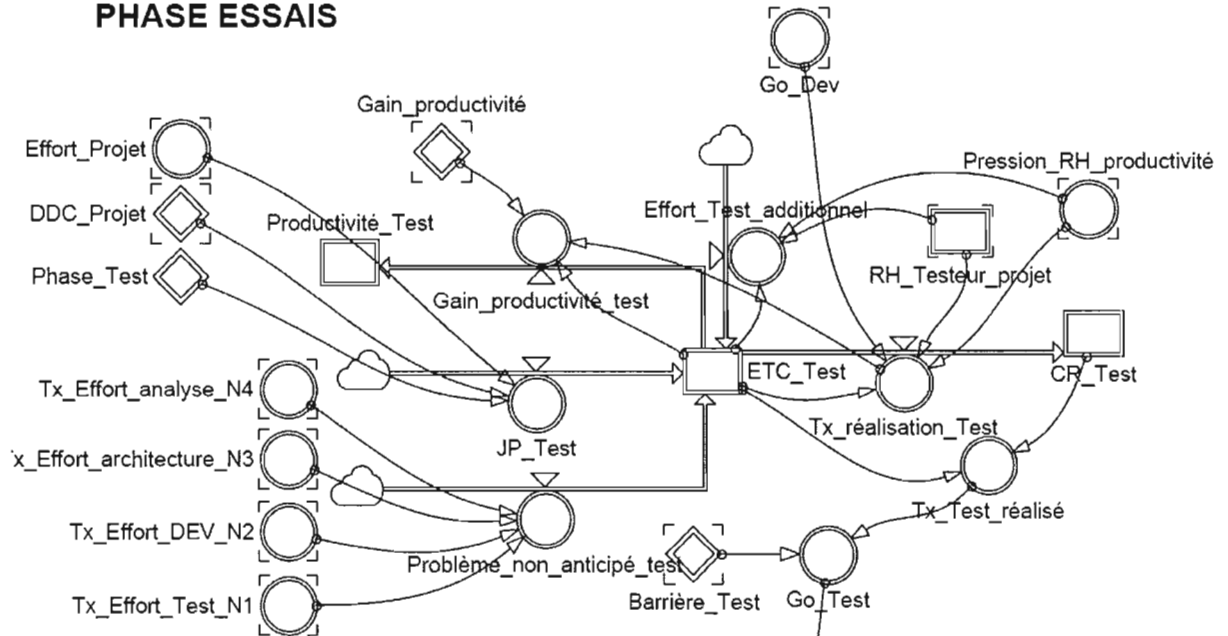 PHASE ESSAIS
Go_Dev
Gain_productivité
Effort_Projet
Pression_RH_productivité
DDC_Projet
Productivité_Test
Effort_Test_additionnel
Phase_Test
RH_Testeur_projet
Gain_productivité_test
ETC_Test
CR_Test
Tx_Effort_analyse_N4
Tx_réalisation_Test
JP_Test
x_Effort_architecture_N3
Tx_Test_réalisé
Tx_Effort_DEV_N2
Problème_non_anticipé_test
Barrière_Test
Go_Test
Tx_Effort_Test_N1